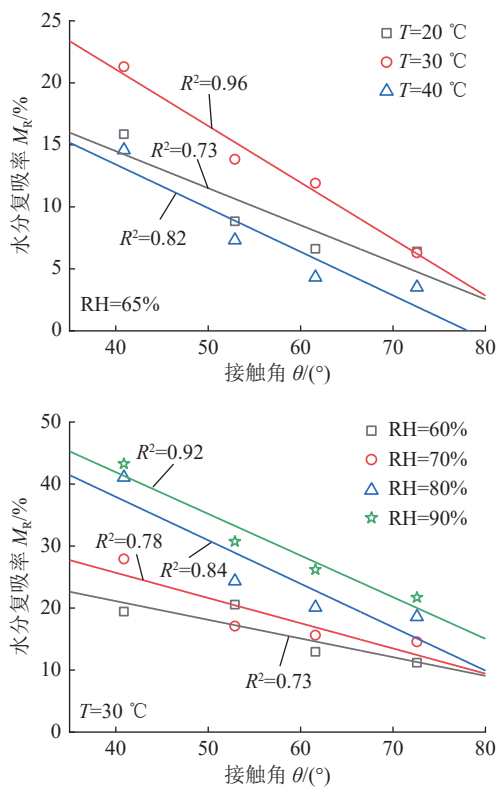 25
20
15
10
5
0
水分复吸率 M_R/%
T=20 ℃
T=30 ℃
T=40 ℃
R²=0.96
R²=0.73
R²=0.82
RH=65%
40 50 60 70 80
接触角 θ/(°)
50
40
30
20
10
0
水分复吸率 M_R/%
RH=60%
RH=70%
RH=80%
RH=90%
R²=0.92
R²=0.78
R²=0.84
R²=0.73
T=30 ℃
40 50 60 70 80
接触角 θ/(°)